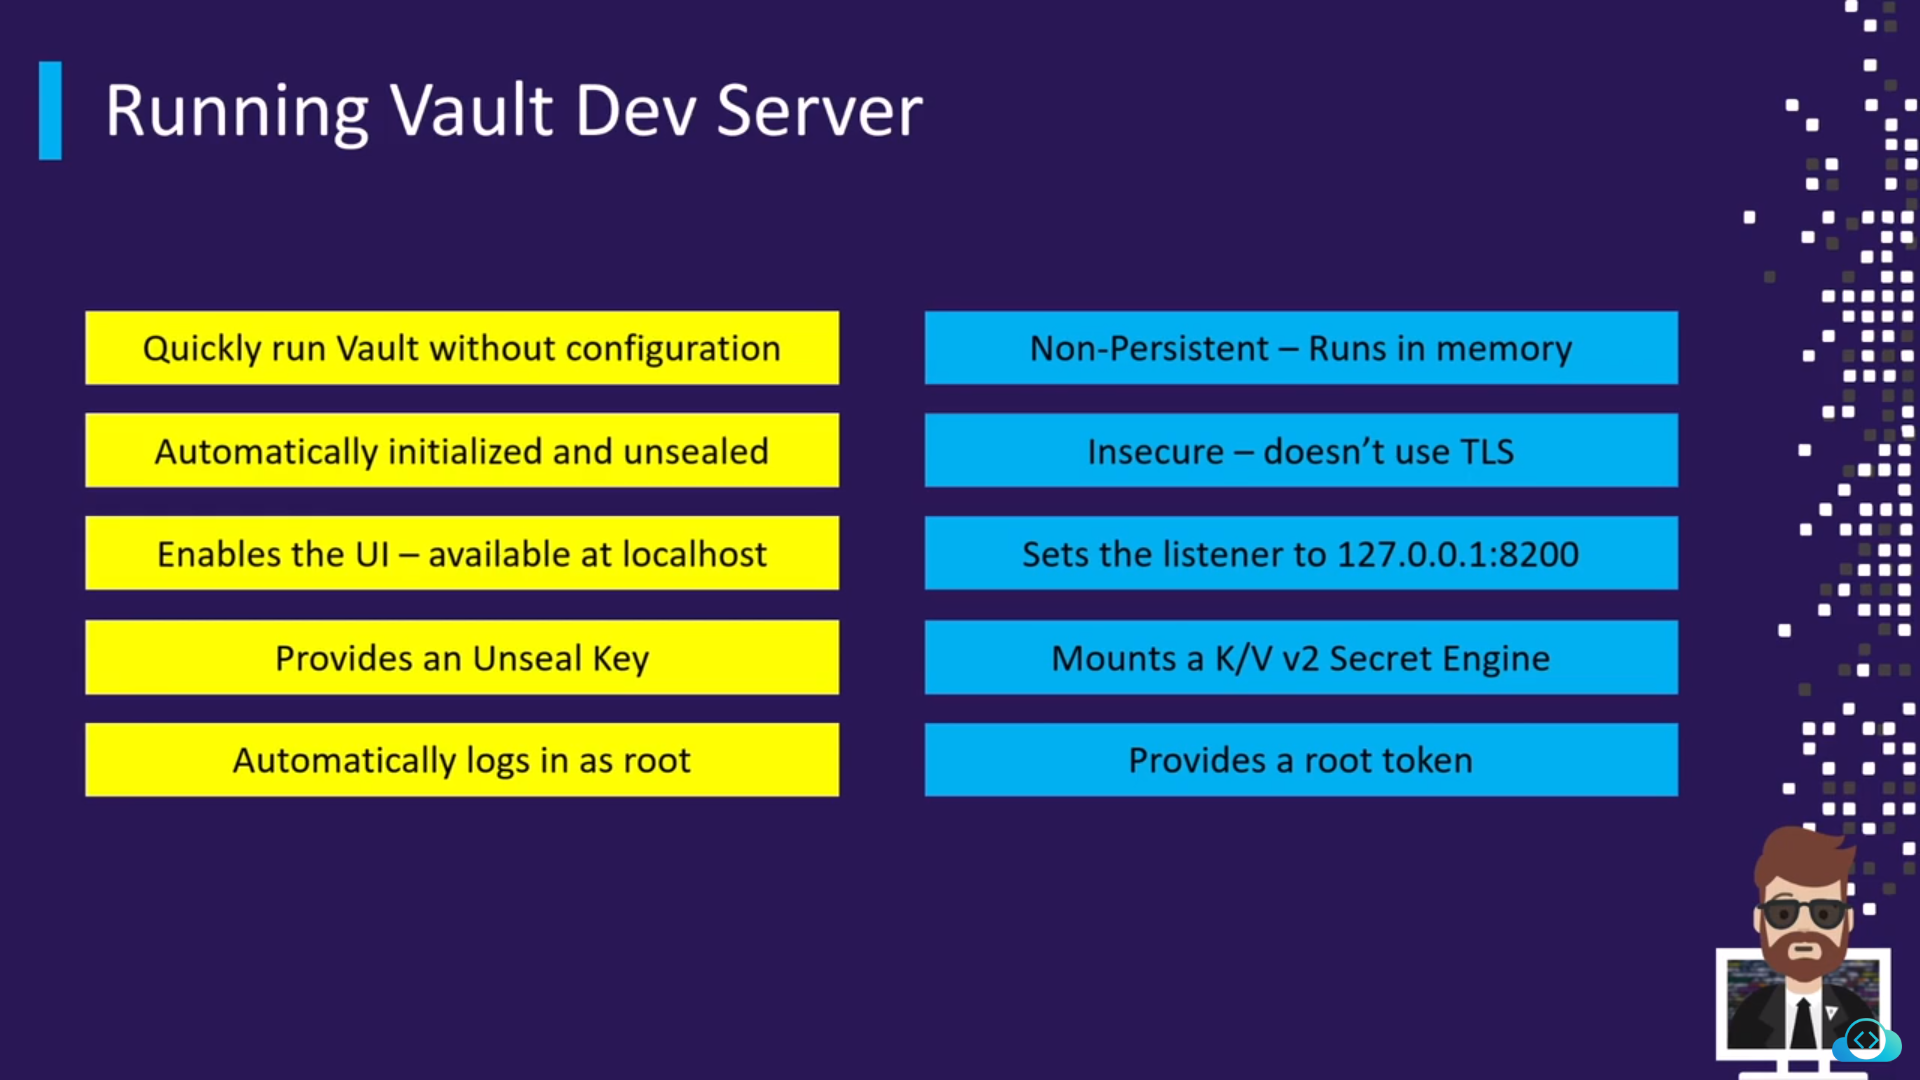 Running Vault Dev Server
Quickly run Vault without configuration
Automatically initialized and unsealed
Enables the UI – available at localhost
Provides an Unseal Key
Automatically logs in as root
Non-Persistent – Runs in memory
Insecure – doesn’t use TLS
Sets the listener to 127.0.0.1:8200
Mounts a K/V v2 Secret Engine
Provides a root token